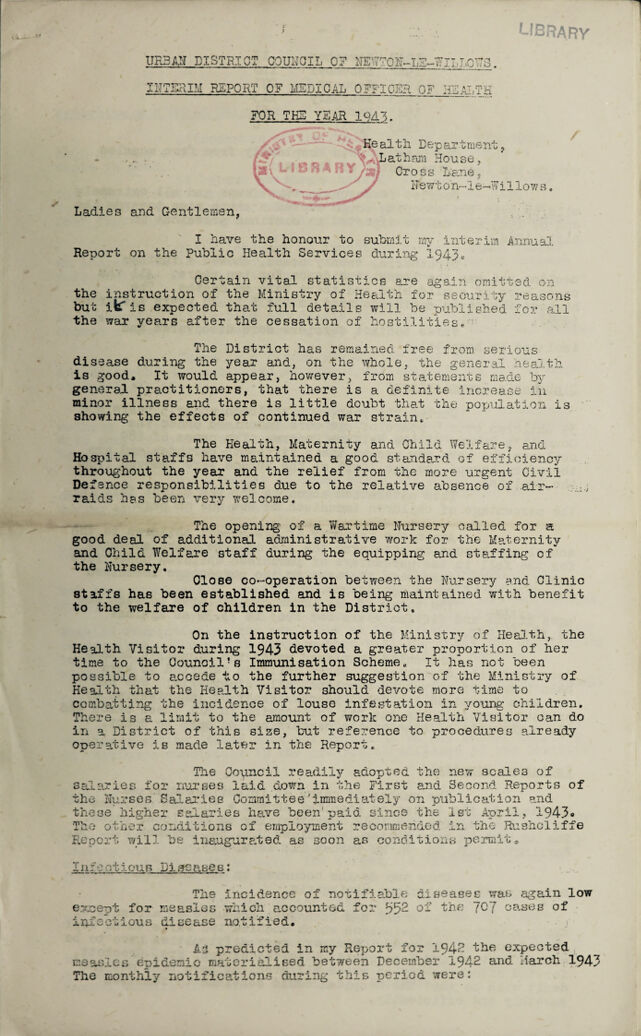 LIBRARY
URBAN DISTRICT COUNCIL OF NEWTON-LE-WILLOWS.
INTERIM REPORT OF MEDICAL OFFICER OF HEALTH
FOR THE YEAR 1943.
MINISTRY OF HEALTH
LIBRARY
Health Department,
Latham House,
Cross Lane,
Newton-le-Willows.
Ladies and Gentlemen,
I have the honour to submit my interim Annual
Report on the Public Health Services during 1943.
Certain vital statistics are again omitted on
the instruction of the Ministry of Health for security reasons
but it is expected that full details will be published for all
the war years after the cessation of hostilities.
The District has remained free from serious
disease during the year and, on the whole, the general health
is good. It would appear, however, from statements made by
general practitioners, that there is a definite increase in
minor illness and there is little doubt that the population is
showing the effects of continued war strain.
The Health, Maternity and Child Welfare, and
Hospital staffs have maintained a good standard of efficiency
throughout the year and the relief from the more urgent Civil
Defence responsibilities due to the relative absence of air-
raids has been very welcome.
The opening of a Wartime Nursery called for a
good deal of additional administrative work for the Maternity
and Child Welfare staff during the equipping and staffing of
the Nursery.
Close co-operation between the Nursery and Clinic
staffs has been established and is being maintained with benefit
to the welfare of children in the District.
On the instruction of the Ministry of Health, the
Health Visitor during 1943 devoted a greater proportion of her
time to the Council's Immunisation Scheme. It has not been
possible to accede to the further suggestion of the Ministry of
Health that the Health Visitor should devote more time to
combatting the incidence of louse infestation in young children.
There is a limit to the amount of work one Health Visitor can do
in a District of this size, but reference to procedures already
operative is made later in the Report.
The Council readily adopted the new scales of
salaries for nurses laid down in the First and Second Reports of
the Nurses Salaries Committee immediately on publication and
these higher salaries have been paid since the 1st April, 1943.
The other conditions of employment recommended in the Rushcliffe
Report will be inaugurated as soon as conditions permit.
Infectious Diseases:
The incidence of notifiable diseases was again low
except for measles which accounted for 552 of the 707 cases of
infectious disease notified.
As predicted in my Report for 1942 the expected
measles epidemic materialised between December 1942 and March 1943
The monthly notifications during this period were: